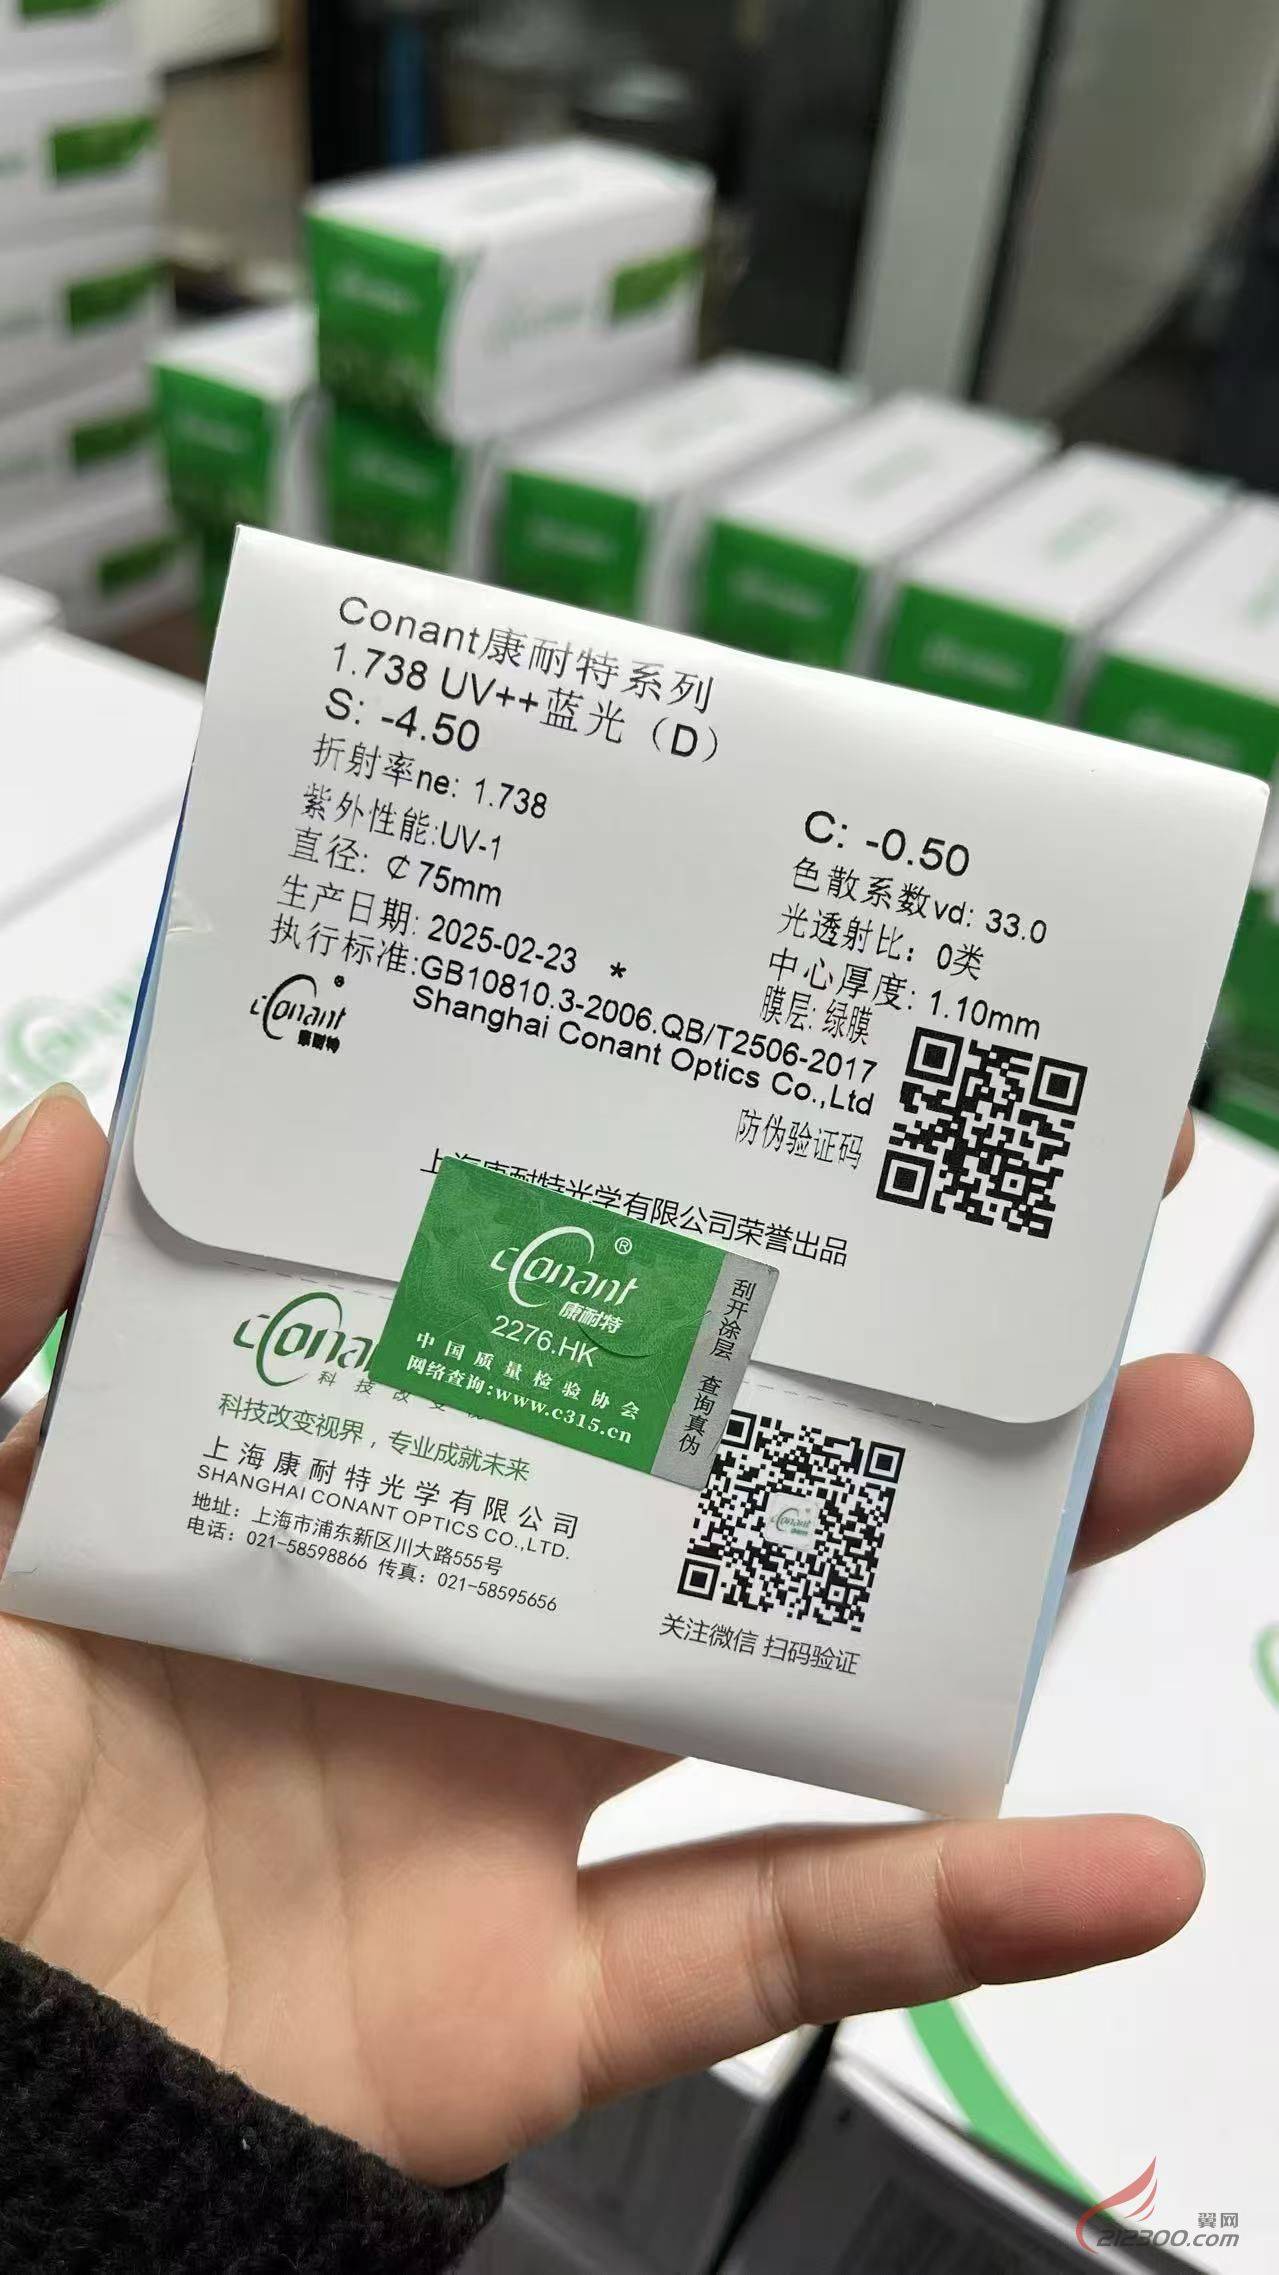 Conant康耐特系列
1.738 UV++蓝光（D）
S: -4.50
C: -0.50
折射率ne: 1.738
色散系数vd: 33.0
紫外性能:UV-1
光透射比: 0类
直径: ¢75mm
中心厚度: 1.10mm
生产日期: 2025-02-23 *
膜层: 绿膜
执行标准:GB10810.3-2006.QB/T2506-2017
Shanghai Conant Optics Co.,Ltd
Conant®
康耐特
防伪验证码
上海康耐特光学有限公司荣誉出品
Conant®
康耐特
2276.HK
中国质量检验协会
网络查询:www.c315.cn
刮开涂层 查询真伪
Cona
科技改变
科技改变视界，专业成就未来
上海康耐特光学有限公司
SHANGHAI CONANT OPTICS CO.,LTD.
地址：上海市浦东新区川大路555号
电话：021-58598866 传真：021-58595656
Conant
关注微信 扫码验证
翼网
212300.com